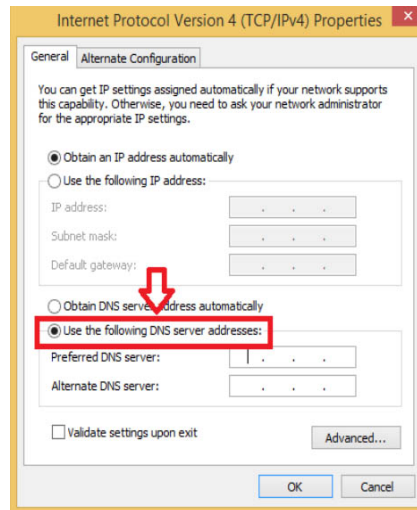 Internet Protocol Version 4 (TCP/IPv4) Properties
General
Alternate Configuration
You can get IP settings assigned automatically if your network supports
this capability. Otherwise, you need to ask your network administrator
for the appropriate IP settings.
Obtain an IP address automatically
Use the following IP address:
IP address:
Subnet mask:
Default gateway:
Obtain DNS server address automatically
Use the following DNS server addresses:
Preferred DNS server:
Alternate DNS server:
Validate settings upon exit
Advanced...
OK
Cancel